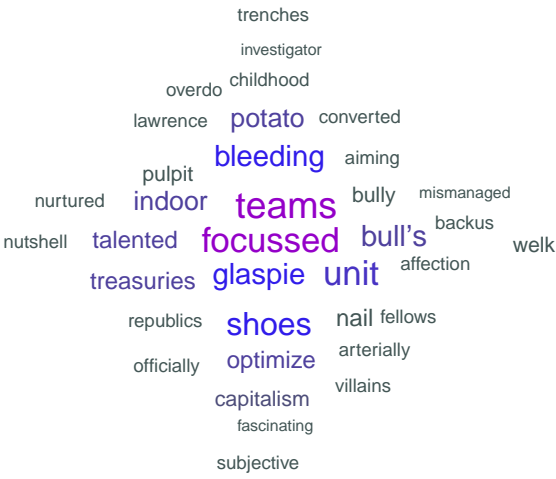 trenches
investigator
overdo childhood
lawrence potato converted
bleeding aiming
pulpit
nurtured indoor teams bully mismanaged
nutshell talented focussed bull's backus welk
treasuries glaspie unit affection
republics shoes nail fellows
officially optimize arterially
capitalism villains
fascinating
subjective